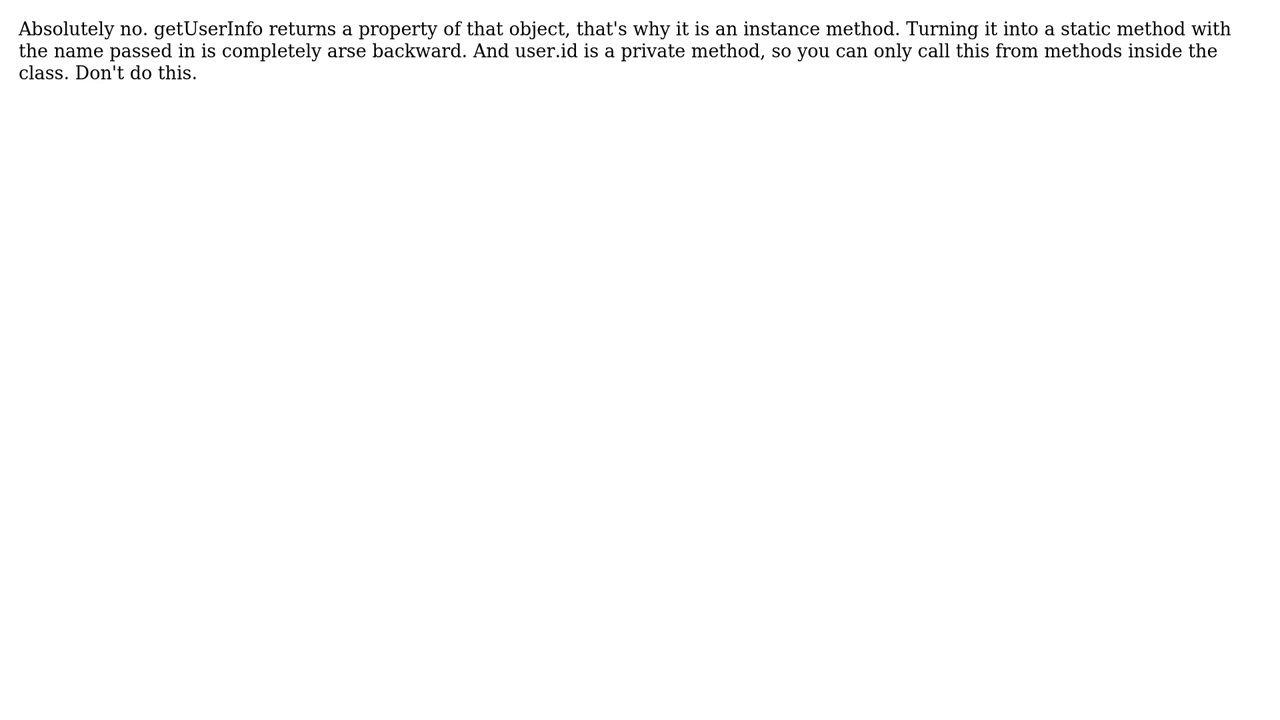 Absolutely no. getUserInfo returns a property of that object, that's why it is an instance method. Turning it into a static method with
the name passed in is completely arse backward. And user.id is a private method, so you can only call this from methods inside the
class. Don't do this.